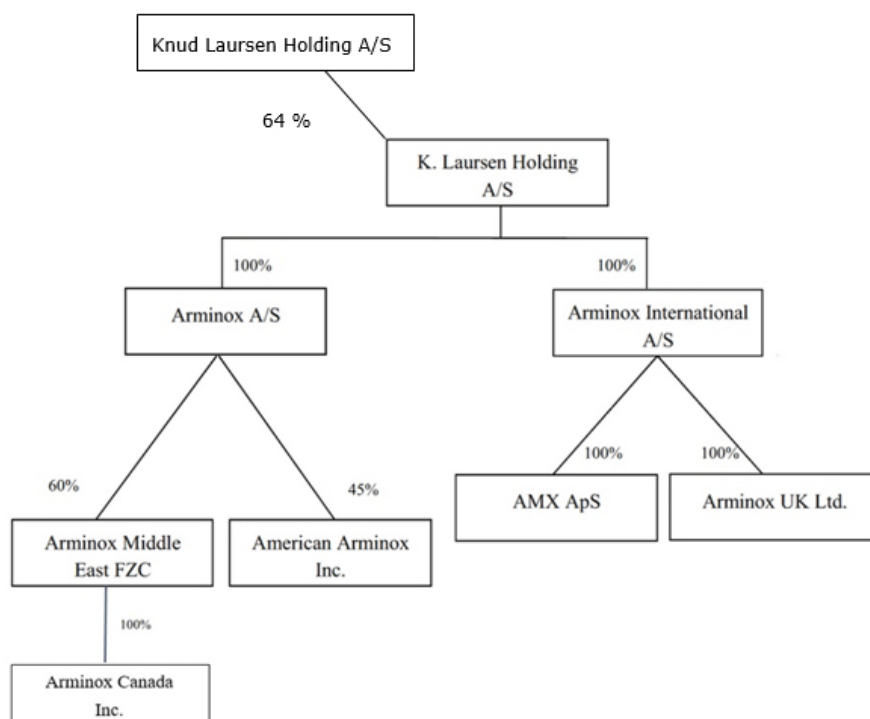 Knud Laursen Holding A/S
64 %
K. Laursen Holding
A/S
100%
100%
Arminox A/S
Arminox International
A/S
60%
45%
100%
100%
Arminox Middle
East FZC
American Arminox
Inc.
AMX ApS
Arminox UK Ltd.
100%
Arminox Canada
Inc.